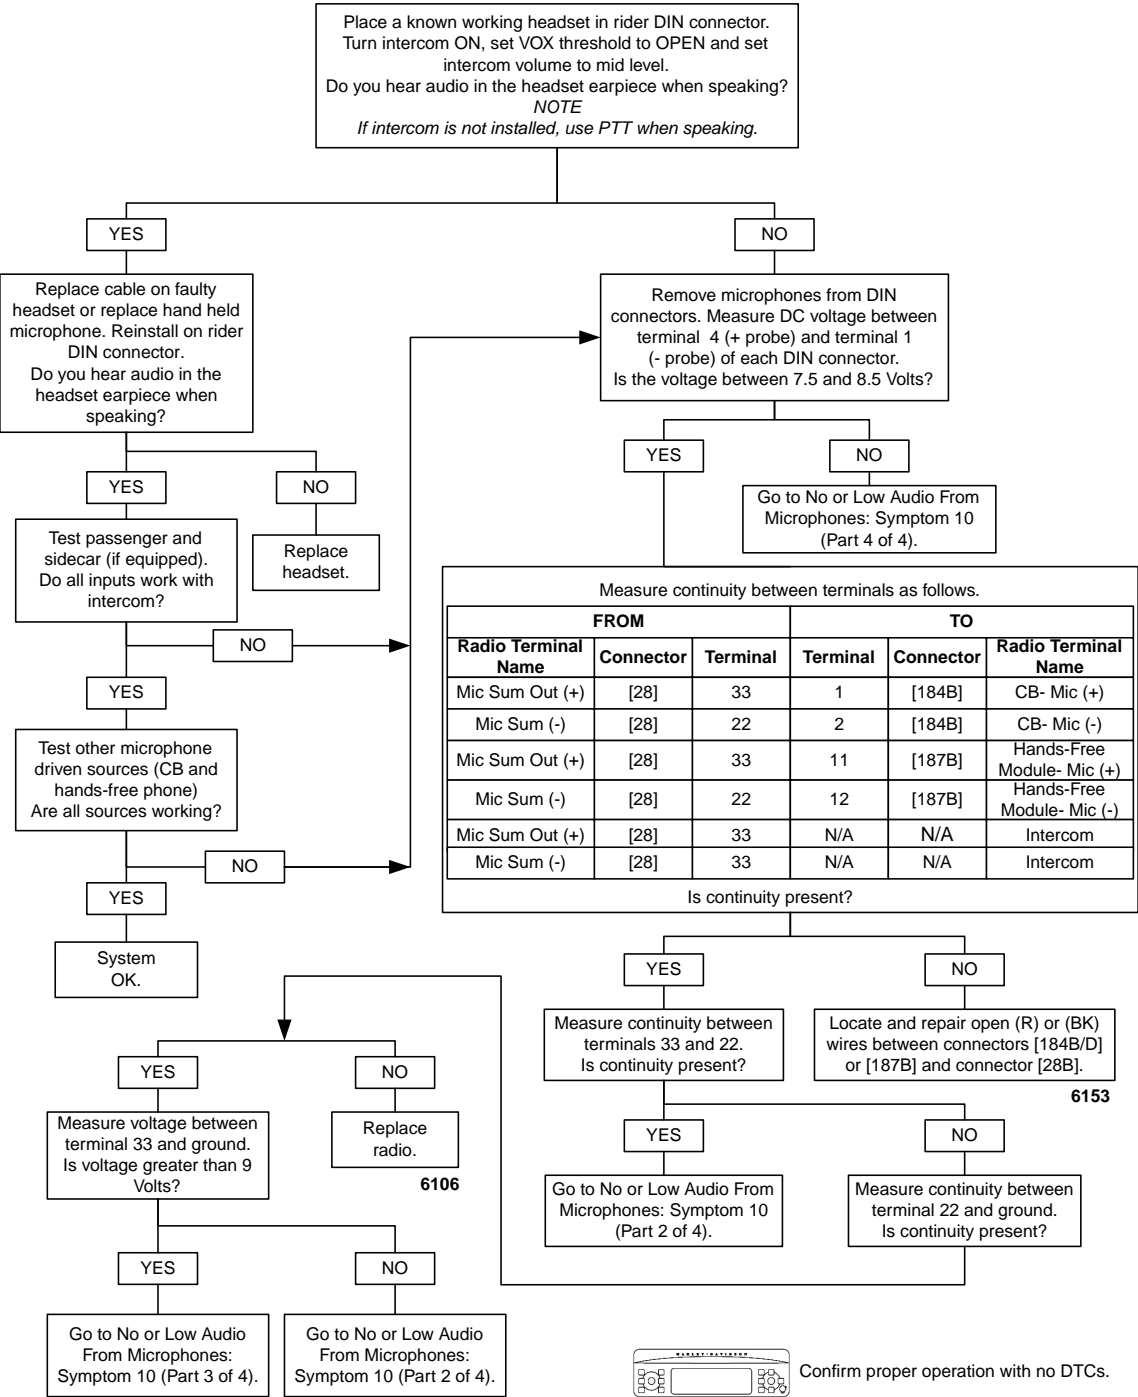 Place a known working headset in rider DIN connector.
Turn intercom ON, set VOX threshold to OPEN and set
intercom volume to mid level.
Do you hear audio in the headset earpiece when speaking?
NOTE
If intercom is not installed, use PTT when speaking.
YES
NO
Replace cable on faulty
headset or replace hand held
microphone. Reinstall on rider
DIN connector.
Do you hear audio in the
headset earpiece when
speaking?
Remove microphones from DIN
connectors. Measure DC voltage between
terminal 4 (+ probe) and terminal 1
(- probe) of each DIN connector.
Is the voltage between 7.5 and 8.5 Volts?
YES
NO
YES
NO
Test passenger and
sidecar (if equipped).
Do all inputs work with
intercom?
Replace
headset.
Go to No or Low Audio From
Microphones: Symptom 10
(Part 4 of 4).
NO
YES
Test other microphone
driven sources (CB and
hands-free phone)
Are all sources working?
NO
YES
System
OK.
Measure continuity between terminals as follows.
FROM TO
Radio Terminal Name Connector Terminal Terminal Connector Radio Terminal Name
Mic Sum Out (+) [28] 33 1 [184B] CB- Mic (+)
Mic Sum (-) [28] 22 2 [184B] CB- Mic (-)
Mic Sum Out (+) [28] 33 11 [187B] Hands-Free Module- Mic (+)
Mic Sum (-) [28] 22 12 [187B] Hands-Free Module- Mic (-)
Mic Sum Out (+) [28] 33 N/A N/A Intercom
Mic Sum (-) [28] 33 N/A N/A Intercom
Is continuity present?
YES
NO
Measure continuity between
terminals 33 and 22.
Is continuity present?
Locate and repair open (R) or (BK)
wires between connectors [184B/D]
or [187B] and connector [28B].
6153
YES
NO
Go to No or Low Audio From
Microphones: Symptom 10
(Part 2 of 4).
Measure continuity between
terminal 22 and ground.
Is continuity present?
YES
NO
Measure voltage between
terminal 33 and ground.
Is voltage greater than 9
Volts?
Replace
radio.
6106
YES
NO
Go to No or Low Audio
From Microphones:
Symptom 10 (Part 3 of 4).
Go to No or Low Audio
From Microphones:
Symptom 10 (Part 2 of 4).
HARLEY-DAVIDSON
Confirm proper operation with no DTCs.